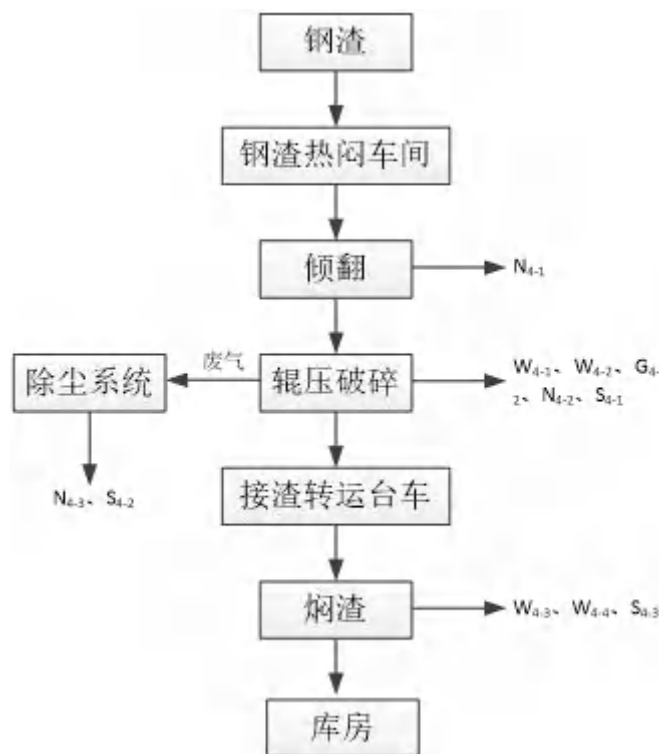 钢渣
钢渣热闷车间
倾翻
N4-1
废气
除尘系统
辊压破碎
W4-1、W4-2、G4-
2、N4-2、S4-1
N4-3、S4-2
接渣转运台车
焖渣
W4-3、W4-4、S4-3
库房